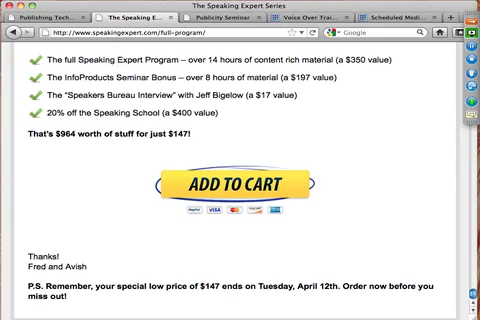 The Speaking Expert Series
Publishing Tech...
The Speaking E...
Publicity Seminar
Voice Over Trai...
Scheduled Medi...
http://www.speakingexpert.com/full-program/
Google
The full Speaking Expert Program – over 14 hours of content rich material (a $350 value)
The InfoProducts Seminar Bonus – over 8 hours of material (a $197 value)
The “Speakers Bureau Interview” with Jeff Bigelow (a $17 value)
20% off the Speaking School (a $400 value)
That's $964 worth of stuff for just $147!
ADD TO CART
PayPal VISA
Thanks!
Fred and Avish
P.S. Remember, your special low price of $147 ends on Tuesday, April 12th. Order now before you
miss out!